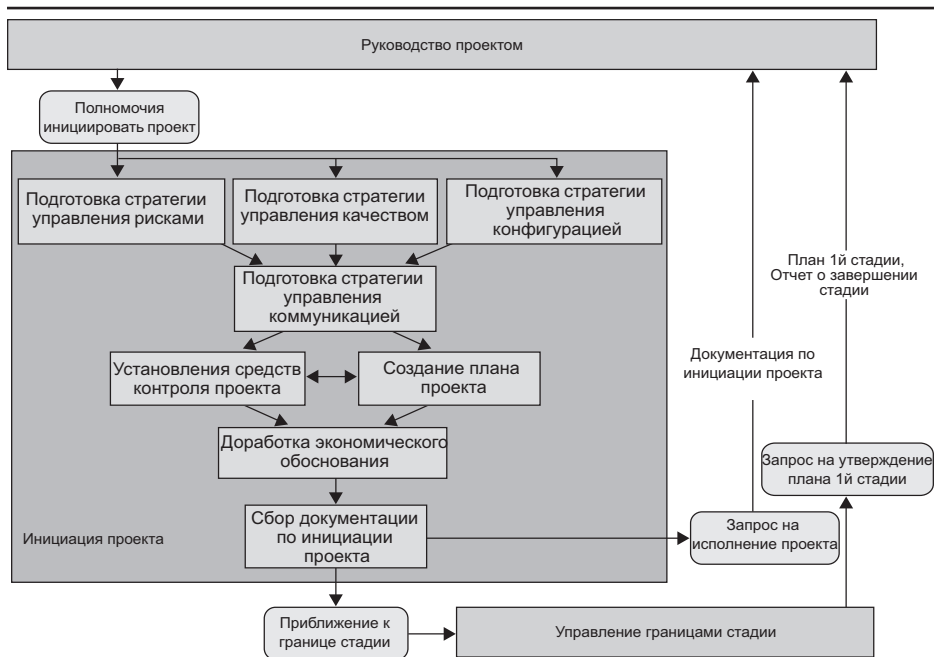 Руководство проектом
Полномочия
инициировать проект
Подготовка стратегии
управления рисками
Подготовка стратегии
управления качеством
Подготовка стратегии
управления
конфигурацией
Подготовка стратегии
управления
коммуникацией
План 1й стадии,
Отчет о завершении
стадии
Установления средств
контроля проекта
Создание плана
проекта
Документация по
инициации проекта
Доработка экономического
обоснования
Запрос на утверждение
плана 1й стадии
Сбор документации
по инициации
проекта
Инициация проекта
Запрос на
исполнение проекта
Приближение к
границе стадии
Управление границами стадии